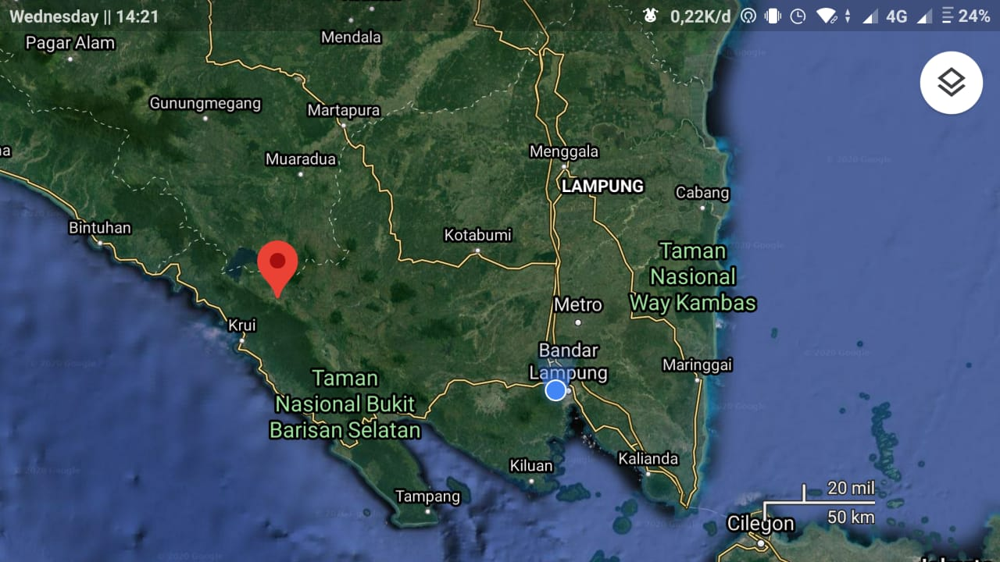 Wednesday || 14:21
0,22K/d
4G
24%
Mendala
Pagar Alam
Gunungmegang
Martapura
Muaradua
Menggala
LAMPUNG
Cabang
Bintuhan
Kotabumi
Taman
Nasional
Way Kambas
Metro
Krui
Bandar
Lampung
Maringgai
Taman
Nasional Bukit
Barisan Selatan
Kiluan
Kalianda
Tampang
20 mil
50 km
Cilegon
© 2020 Google